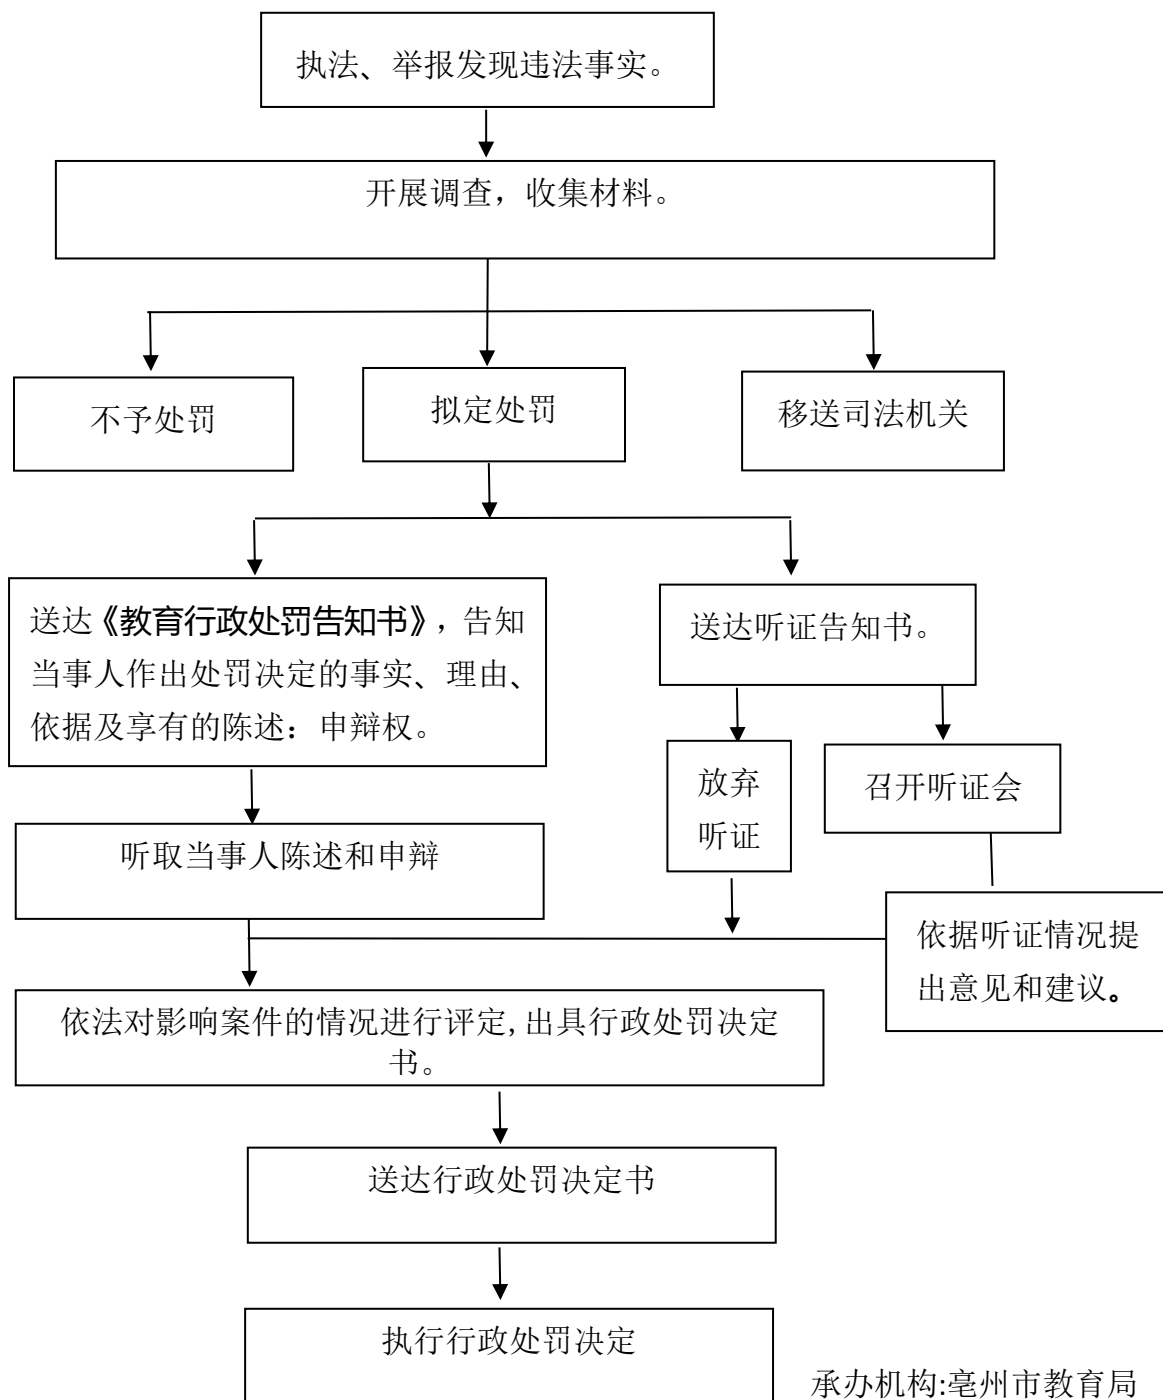 执法、举报发现违法事实。
开展调查，收集材料。
不予处罚
拟定处罚
移送司法机关
送达《教育行政处罚告知书》，告知
当事人作出处罚决定的事实、理由、
依据及享有的陈述：申辩权。
送达听证告知书。
放弃
听证
召开听证会
听取当事人陈述和申辩
依据听证情况提
出意见和建议。
依法对影响案件的情况进行评定,出具行政处罚决定
书。
送达行政处罚决定书
执行行政处罚决定
承办机构:亳州市教育局